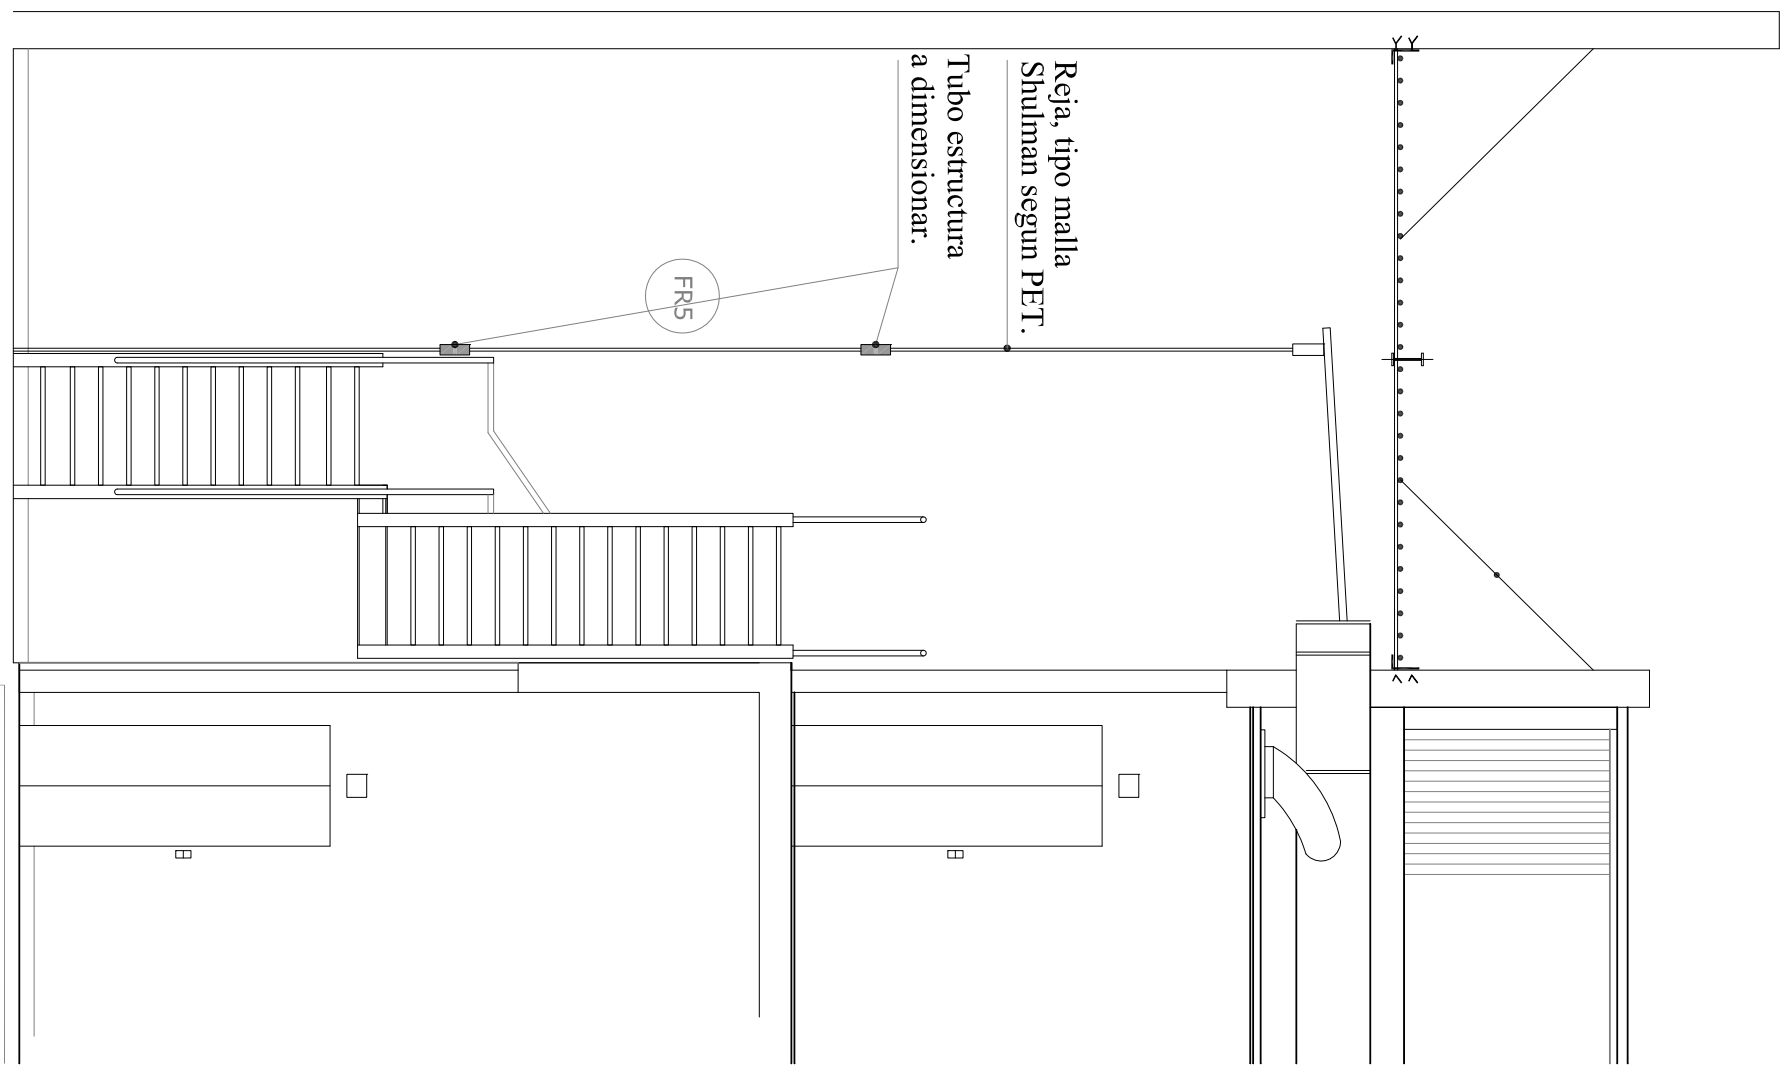 Reja, tipo malla
Shulman segun PET.
Tubo estructura
a dimensionar.
FR5